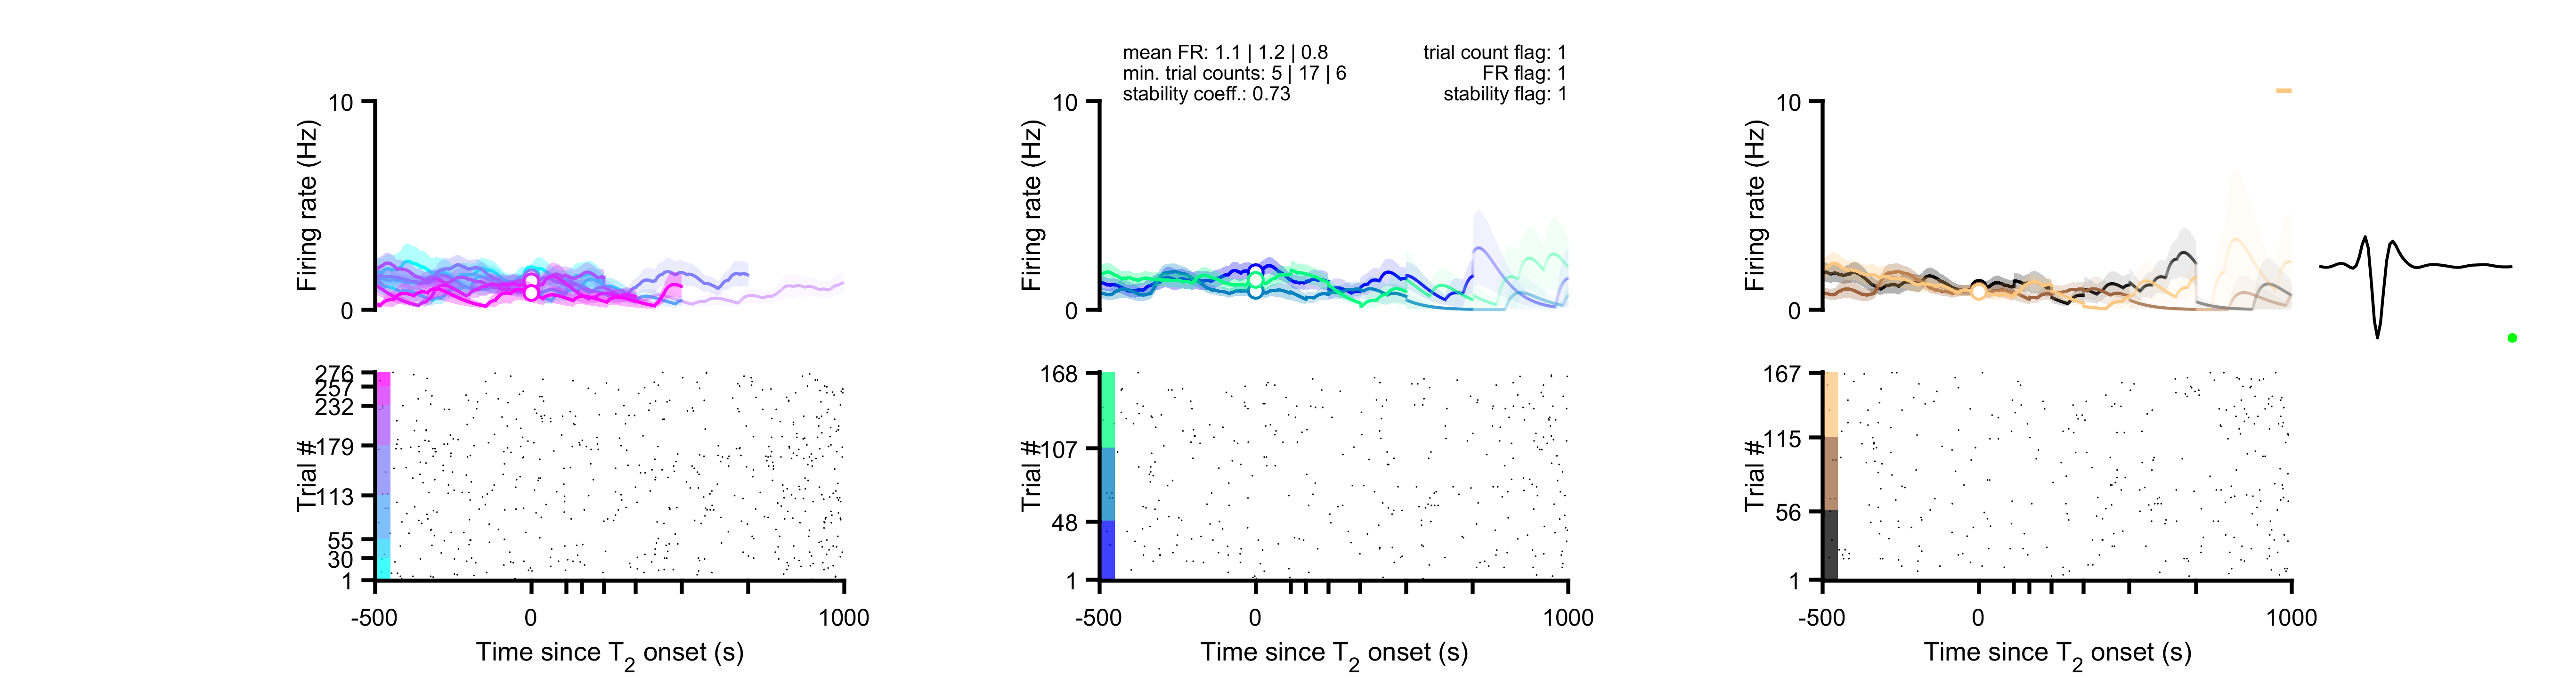 mean FR: 1.1 | 1.2 | 0.8
min. trial counts: 5 | 17 | 6
stability coeff.: 0.73
trial count flag: 1
FR flag: 1
stability flag: 1
10
0
Firing rate (Hz)
276
257
232
179
113
55
30
1
Trial #
-500
0
1000
Time since T2 onset (s)
10
0
Firing rate (Hz)
168
107
48
1
Trial #
-500
0
1000
Time since T2 onset (s)
10
0
Firing rate (Hz)
167
115
56
1
Trial #
-500
0
1000
Time since T2 onset (s)